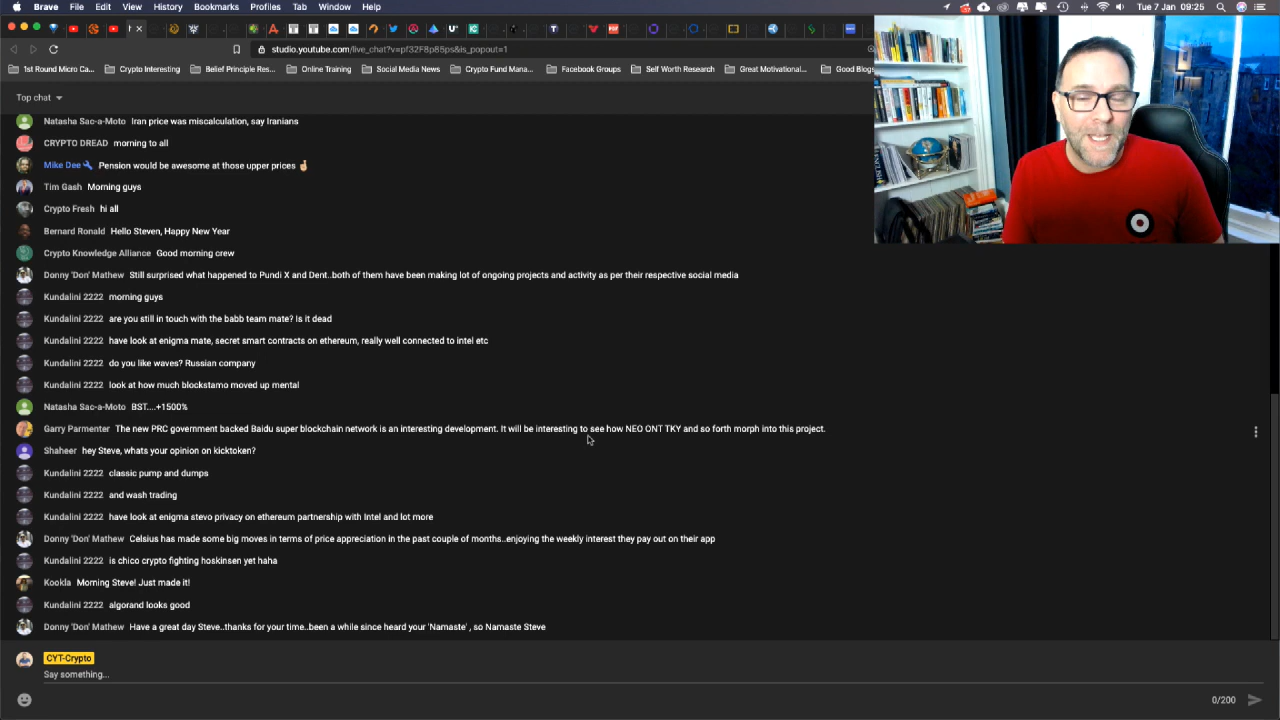 Brave File Edit View History Bookmarks Profiles Tab Window Help Tue 7 Jan 09:25
studio.youtube.com/live_chat?v=pf32F8p85ps&is_popout=1
1st Round Micro Ca... Crypto Interesting Belief Principle Res... Online Training Social Media News Crypto Fund Mana... Facebook Groups Self Worth Research Great Motivational... Good Blog
Top chat
Natasha Sac-a-Moto Iran price was miscalculation, say Iranians
CRYPTO DREAD morning to all
Mike Dee Pension would be awesome at those upper prices
Tim Gash Morning guys
Crypto Fresh hi all
Bernard Ronald Hello Steven, Happy New Year
Crypto Knowledge Alliance Good morning crew
Donny 'Don' Mathew Still surprised what happened to Pundi X and Dent..both of them have been making lot of ongoing projects and activity as per their respective social media
Kundalini 2222 morning guys
Kundalini 2222 are you still in touch with the babb team mate? Is it dead
Kundalini 2222 have look at enigma mate, secret smart contracts on ethereum, really well connected to intel etc
Kundalini 2222 do you like waves? Russian company
Kundalini 2222 look at how much blockstamo moved up mental
Natasha Sac-a-Moto BST....+1500%
Garry Parmenter The new PRC government backed Baidu super blockchain network is an interesting development. It will be interesting to see how NEO ONT TKY and so forth morph into this project.
Shaheer hey Steve, whats your opinion on kicktoken?
Kundalini 2222 classic pump and dumps
Kundalini 2222 and wash trading
Kundalini 2222 have look at enigma stevo privacy on ethereum partnership with Intel and lot more
Donny 'Don' Mathew Celsius has made some big moves in terms of price appreciation in the past couple of months..enjoying the weekly interest they pay out on their app
Kundalini 2222 is chico crypto fighting hoskinsen yet haha
Kookla Morning Steve! Just made it!
Kundalini 2222 algorand looks good
Donny 'Don' Mathew Have a great day Steve..thanks for your time..been a while since heard your 'Namaste' , so Namaste Steve
CYT-Crypto
Say something...
0/200